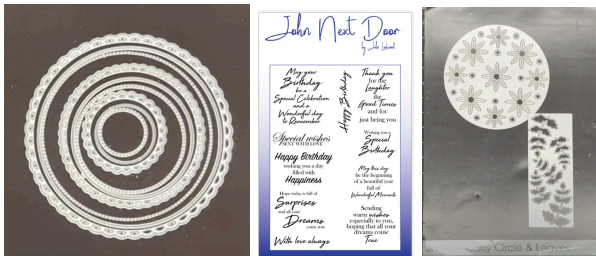 John Next Door
by John Lockwood
May your
Birthday
be a
Special Celebration
and a
Wonderful day
to Remember
Special wishes
SENT WITH LOVE
Happy Birthday
wishing you a day
filled with
Happiness
Hope today is full of
Surprises
and all your
Dreams
come true
With love always
Happy Birthday
Thank you
for the
Laughter
the
Good Times
and for
just being you
Wishing you a
Special
Birthday
May this day
be the beginning
of a beautiful year
full of
Wonderful Memories
Sending
warm wishes
especially to you,
hoping that all your
dreams come
True
Circle & Leaves